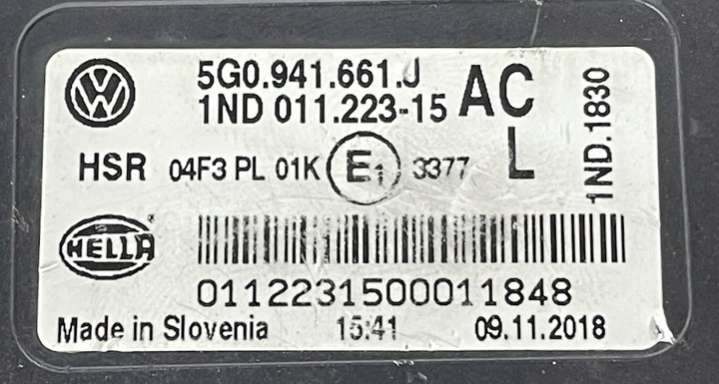 5G0.941.661.J
1ND 011.223-15
AC
L
1ND.1830
HSR 04F3 PL 01K E1 3377
HELLA
0112231500011848
Made in Slovenia 15:41 09.11.2018